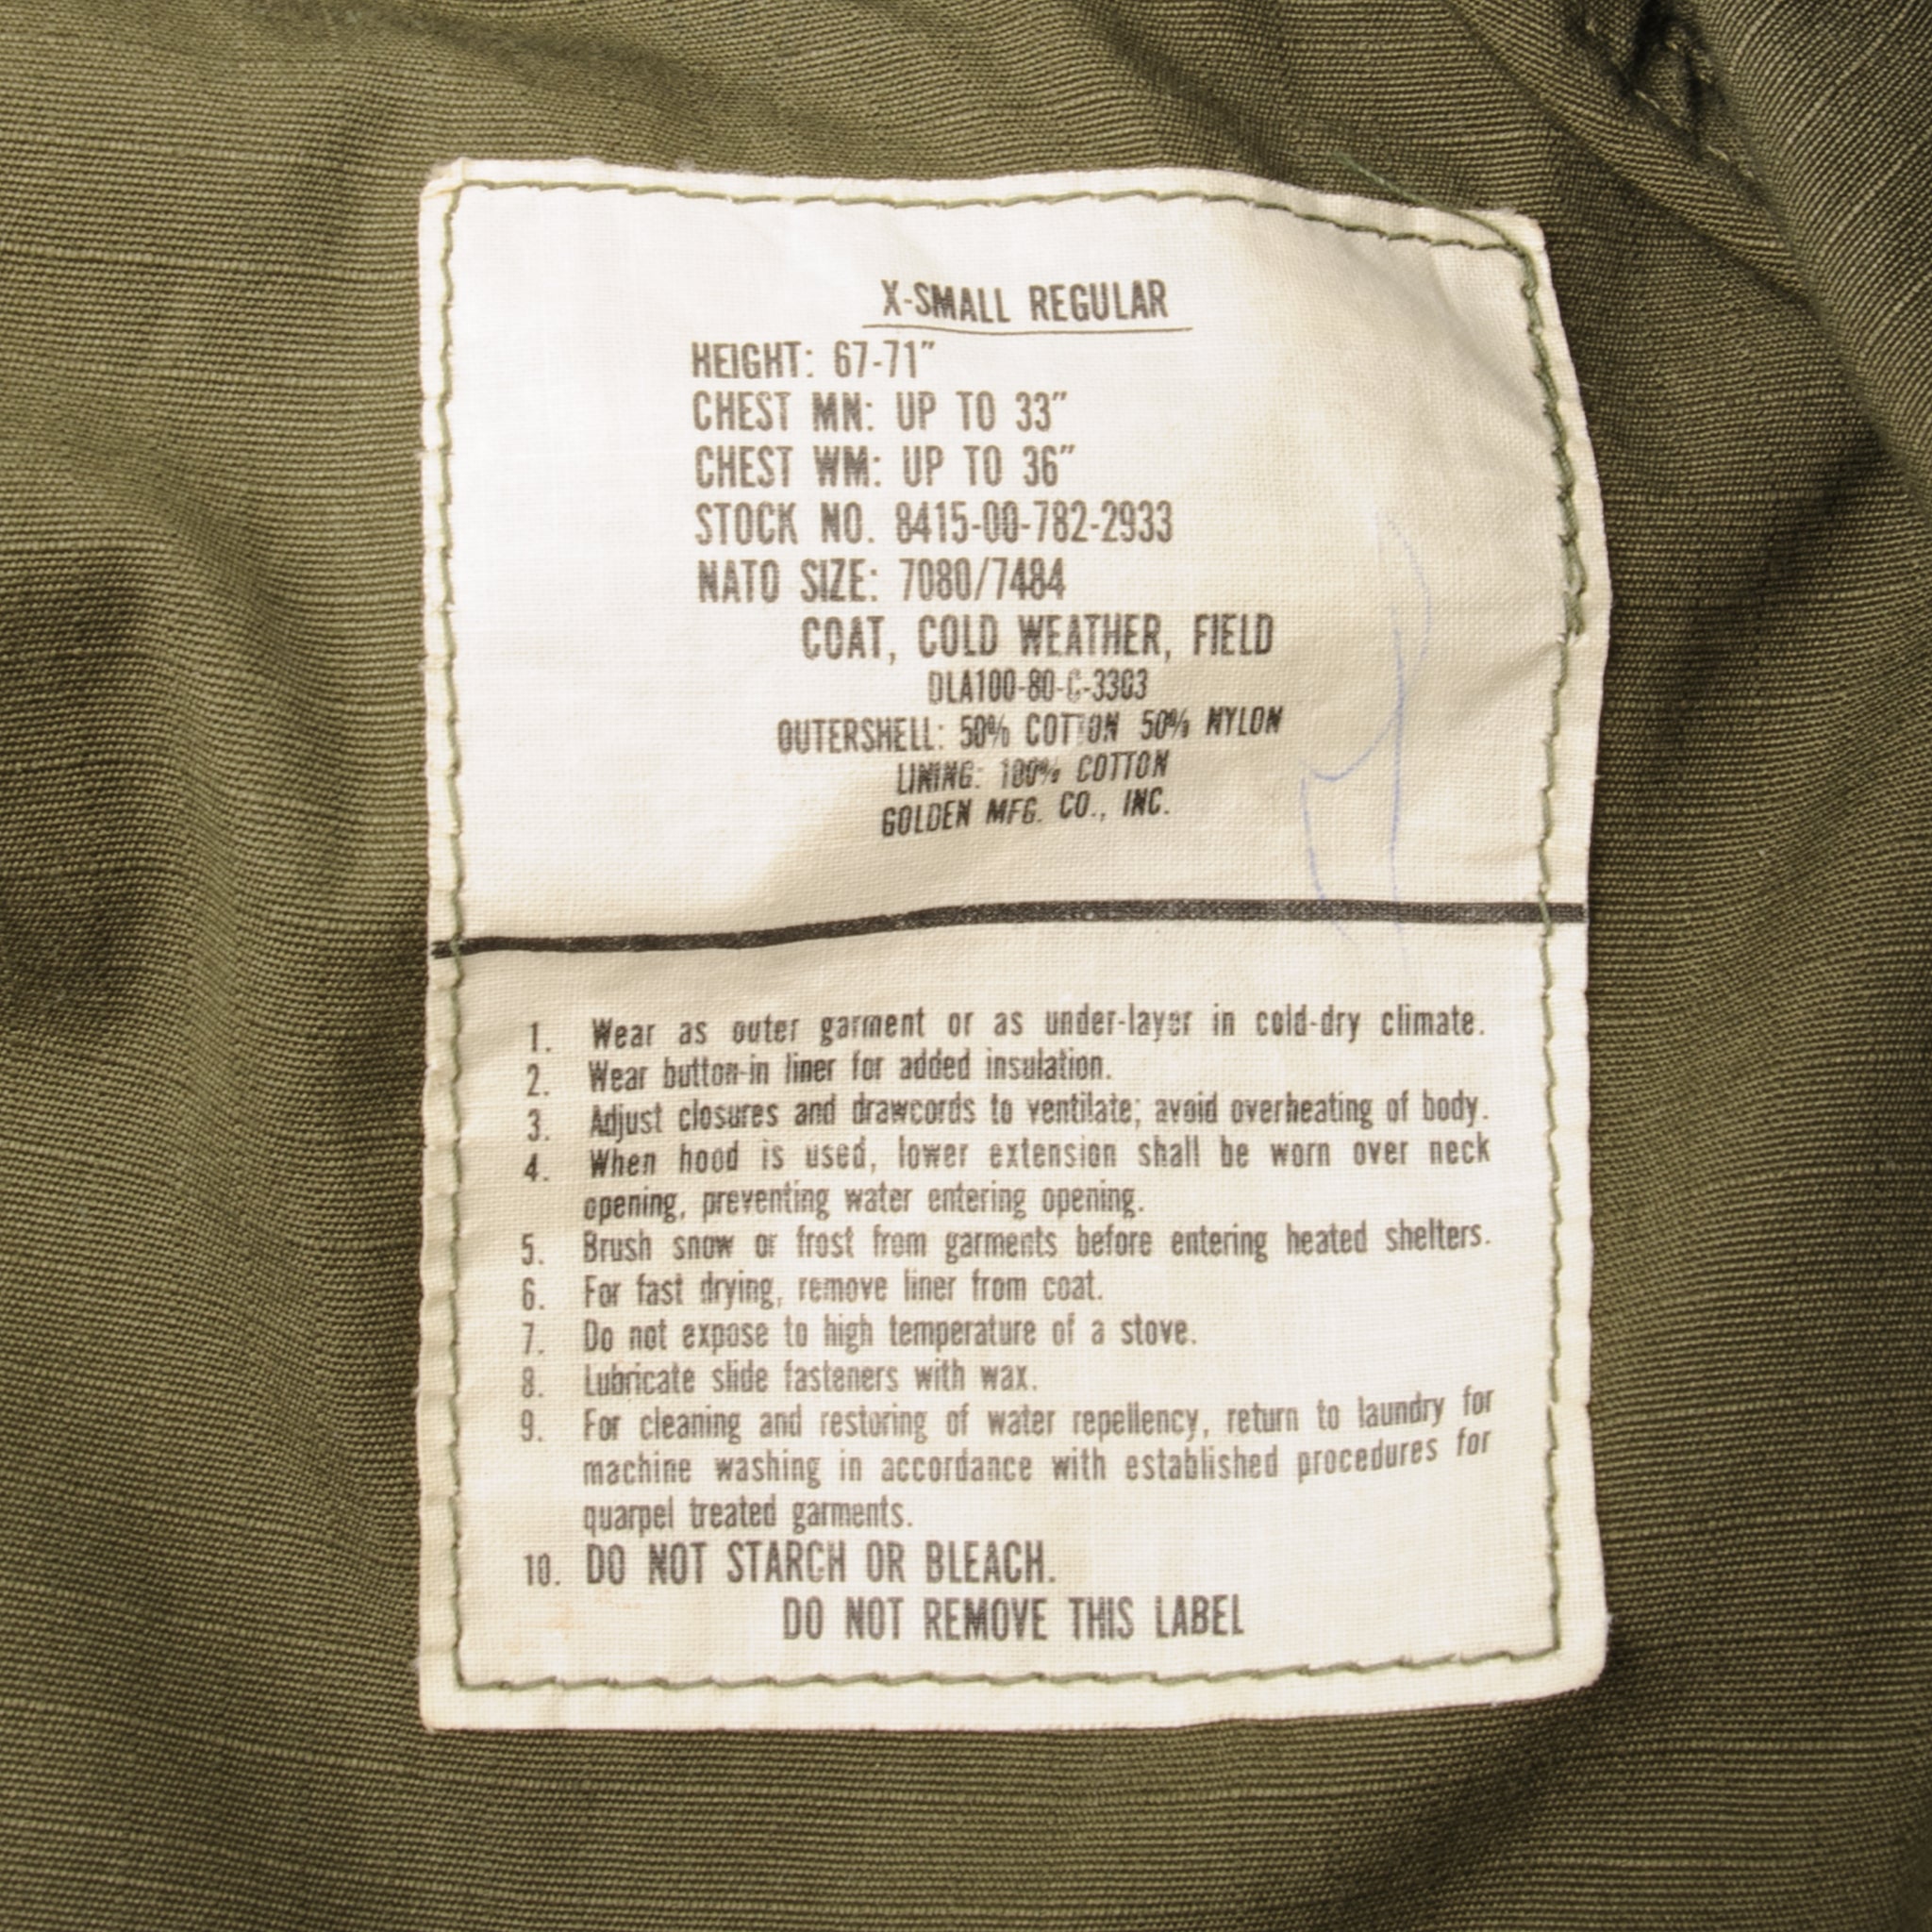 X-SMALL REGULAR
HEIGHT: 67-71"
CHEST MN: UP TO 33"
CHEST WM: UP TO 36"
STOCK NO. 8415-00-782-2933
NATO SIZE: 7080/7484
COAT, COLD WEATHER, FIELD
DLA100-80-C-3303
OUTERSHELL: 50% COTTON 50% NYLON
LINING: 100% COTTON
GOLDEN MFG. CO., INC.
1. Wear as outer garment or as under-layer in cold-dry climate.
2. Wear button-in liner for added insulation.
3. Adjust closures and drawcords to ventilate; avoid overheating of body.
4. When hood is used, lower extension shall be worn over neck
opening, preventing water entering opening.
5. Brush snow or frost from garments before entering heated shelters.
6. For fast drying, remove liner from coat.
7. Do not expose to high temperature of a stove.
8. Lubricate slide fasteners with wax.
9. For cleaning and restoring of water repellency, return to laundry for
machine washing in accordance with established procedures for
quarpel treated garments.
10. DO NOT STARCH OR BLEACH.
DO NOT REMOVE THIS LABEL